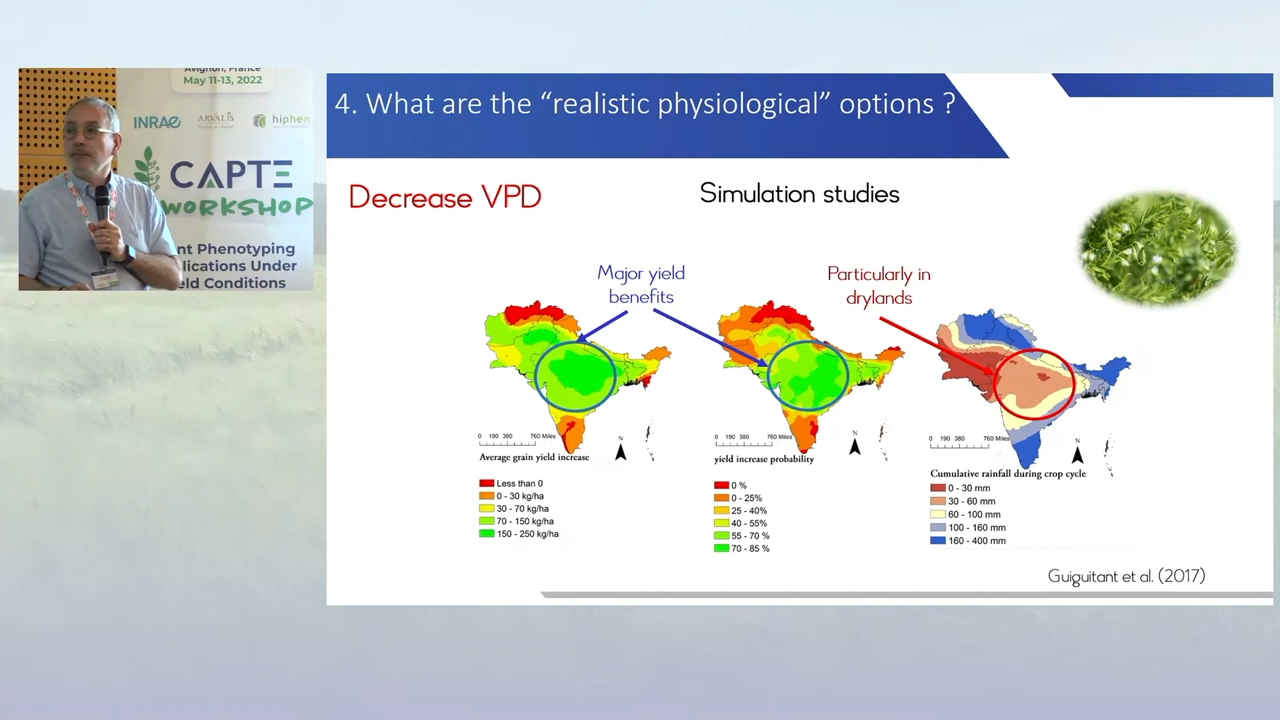 Avignon, France
May 11-13, 2022
INRAE
ARVALIS
hiphen
CAPTE
WORKSHOP
nt Phenotyping
lications Under
eld Conditions
4. What are the “realistic physiological” options ?
Decrease VPD
Simulation studies
Major yield
benefits
Particularly in
drylands
0 190 380 760 Miles
N
Average grain yield increase
Less than 0
0 - 30 kg/ha
30 - 70 kg/ha
70 - 150 kg/ha
150 - 250 kg/ha
0 190 380 760 Miles
N
yield increase probability
0 %
0 - 25%
25 - 40%
40 - 55%
55 - 70 %
70 - 85 %
0 190 380 760 Miles
N
Cumulative rainfall during crop cycle
0 - 30 mm
30 - 60 mm
60 - 100 mm
100 - 160 mm
160 - 400 mm
Guiguitant et al. (2017)